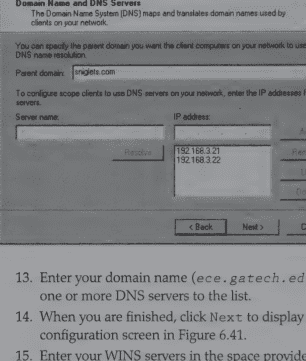 Domain Name and DNS Servers
The Domain Name System (DNS) maps and translates domain names used by
clients on your network.
You can specify the parent domain you want the client computers on your network to use
DNS name resolution.
Parent domain: sniglets.com
To configure scope clients to use DNS servers on your network, enter the IP addresses
servers.
Server name: IP address:
Resolve
192.168.3.21
192.168.3.22
< Back Next >
13. Enter your domain name (ece.gatech.ed
one or more DNS servers to the list.
14. When you are finished, click Next to display
configuration screen in Figure 6.41.
15. Enter your WINS servers in the space provid